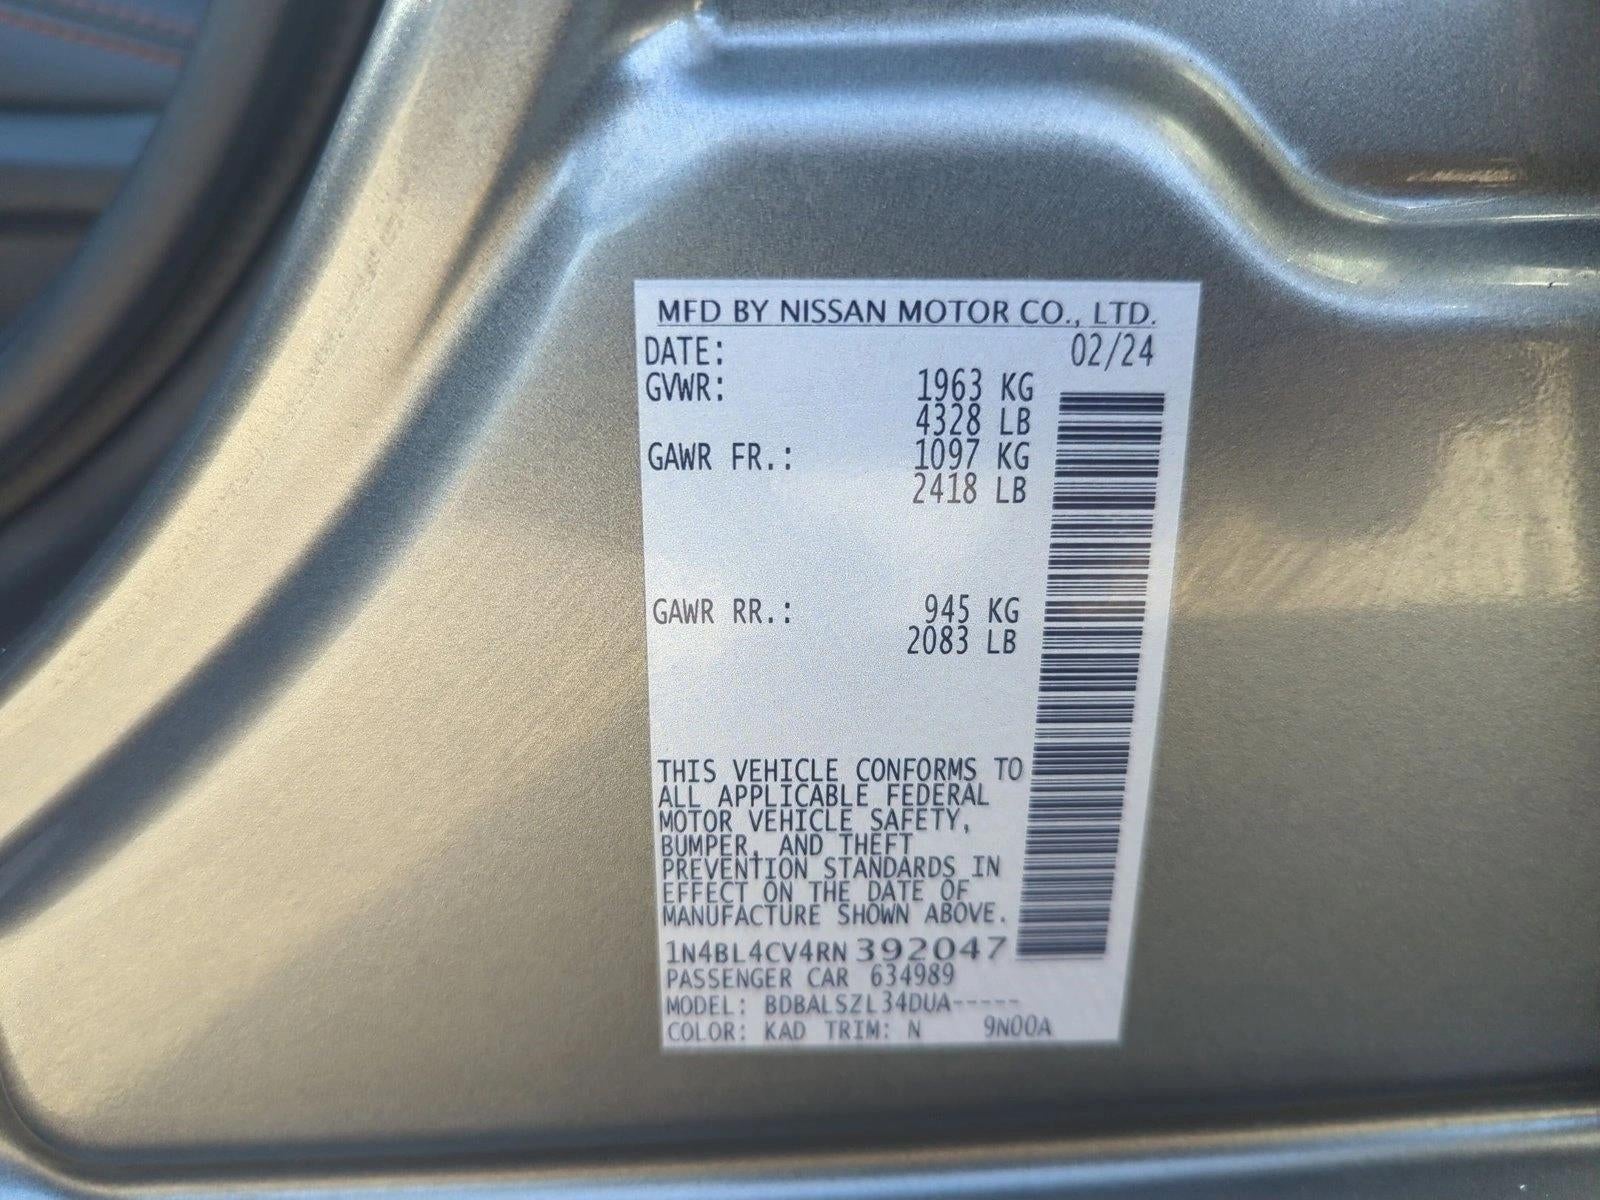 MFD BY NISSAN MOTOR CO., LTD.
DATE: 02/24
GVWR: 1963 KG
4328 LB
GAWR FR.: 1097 KG
2418 LB
GAWR RR.: 945 KG
2083 LB
THIS VEHICLE CONFORMS TO
ALL APPLICABLE FEDERAL
MOTOR VEHICLE SAFETY,
BUMPER, AND THEFT
PREVENTION STANDARDS IN
EFFECT ON THE DATE OF
MANUFACTURE SHOWN ABOVE.
1N4BL4CV4RN392047
PASSENGER CAR 634989
MODEL: BDBALSZL34DUA-----
COLOR: KAD TRIM: N 9N00A